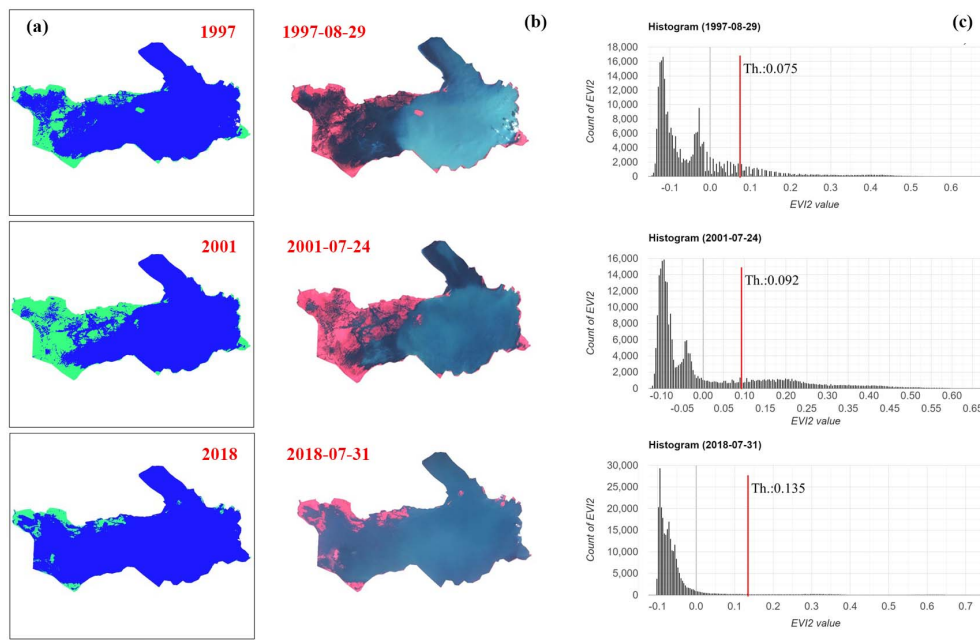 (a)
1997
1997-08-29
(b)
Histogram (1997-08-29)
(c)
Count of EVI2
18,000
16,000
14,000
12,000
10,000
8,000
6,000
4,000
2,000
0
Th.:0.075
-0.1 0.0 0.1 0.2 0.3 0.4 0.5 0.6
EVI2 value
2001
2001-07-24
Histogram (2001-07-24)
Count of EVI2
16,000
14,000
12,000
10,000
8,000
6,000
4,000
2,000
0
Th.:0.092
-0.10 0.00 0.10 0.20 0.30 0.40 0.50 0.60
-0.05 0.05 0.15 0.25 0.35 0.45 0.55 0.65
EVI2 value
2018
2018-07-31
Histogram (2018-07-31)
Count of EVI2
30,000
25,000
20,000
15,000
10,000
5,000
0
Th.:0.135
-0.1 0.0 0.1 0.2 0.3 0.4 0.5 0.6 0.7
EVI2 value